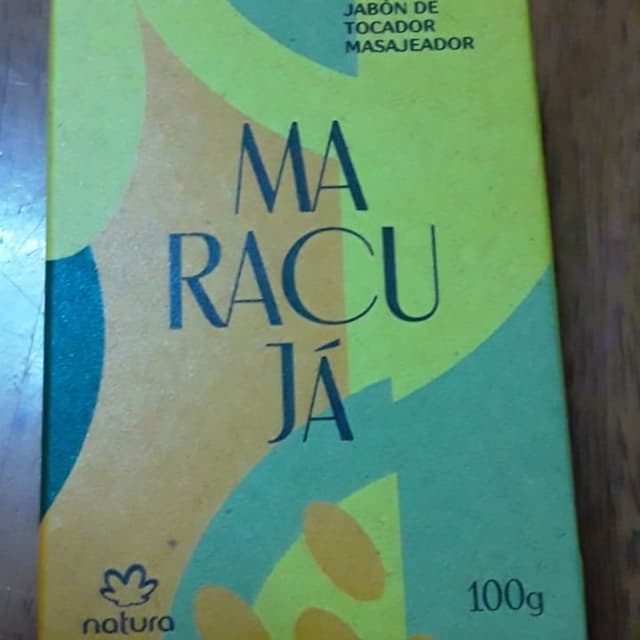 JABÓN DE
TOCADOR
MASAJEADOR
MA
RACU
JÁ
100g
natura